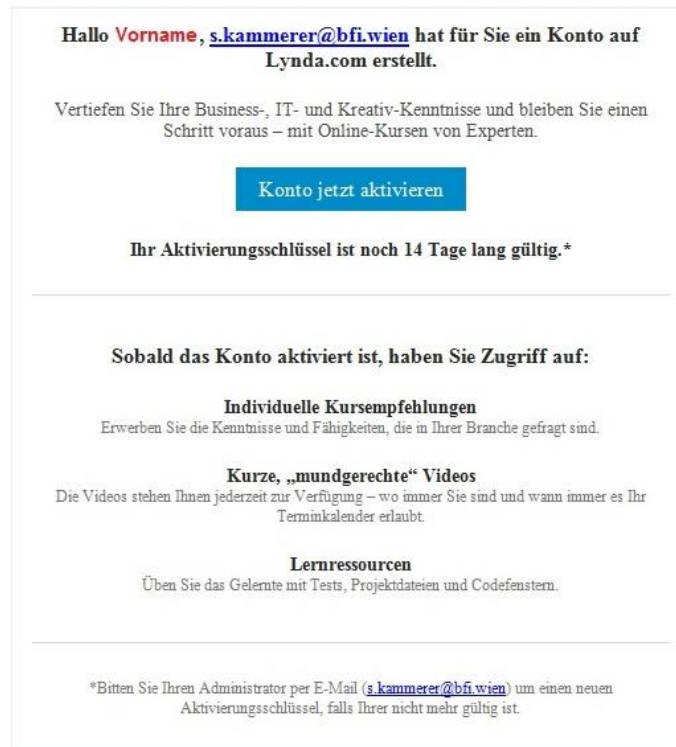 Hallo Vorname, s.kammerer@bfi.wien hat für Sie ein Konto auf
Lynda.com erstellt.
Vertiefen Sie Ihre Business-, IT- und Kreativ-Kenntnisse und bleiben Sie einen
Schritt voraus – mit Online-Kursen von Experten.
Konto jetzt aktivieren
Ihr Aktivierungsschlüssel ist noch 14 Tage lang gültig.*
Sobald das Konto aktiviert ist, haben Sie Zugriff auf:
Individuelle Kursempfehlungen
Erwerben Sie die Kenntnisse und Fähigkeiten, die in Ihrer Branche gefragt sind.
Kurze, „mundgerechte“ Videos
Die Videos stehen Ihnen jederzeit zur Verfügung – wo immer Sie sind und wann immer es Ihr
Terminkalender erlaubt.
Lernressourcen
Üben Sie das Gelernte mit Tests, Projektdateien und Codefenstern.
*Bitten Sie Ihren Administrator per E-Mail (s.kammerer@bfi.wien) um einen neuen
Aktivierungsschlüssel, falls Ihrer nicht mehr gültig ist.